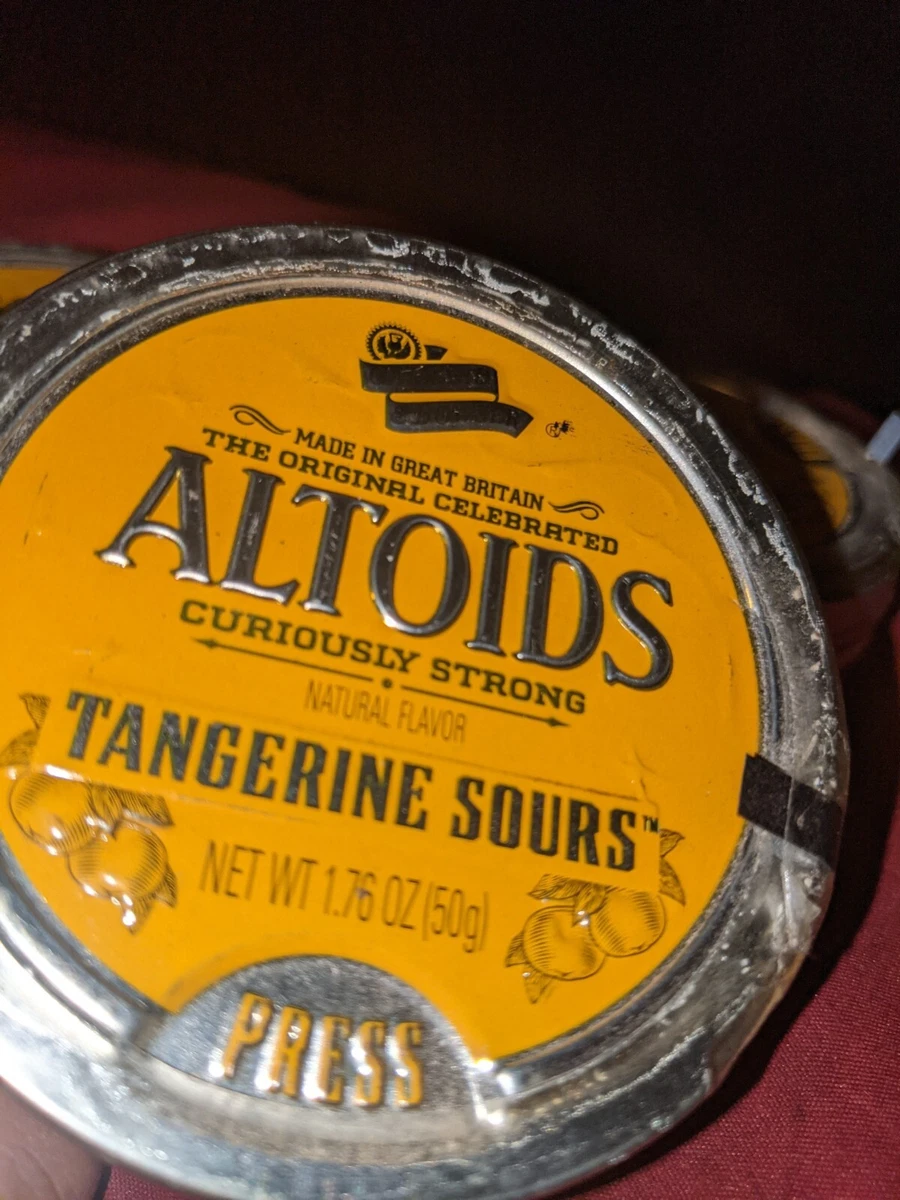 MADE IN GREAT BRITAIN
THE ORIGINAL CELEBRATED
ALTOIDS
CURIOUSLY STRONG
NATURAL FLAVOR
TANGERINE SOURS™
NET WT 1.76 OZ (50g)
PRESS